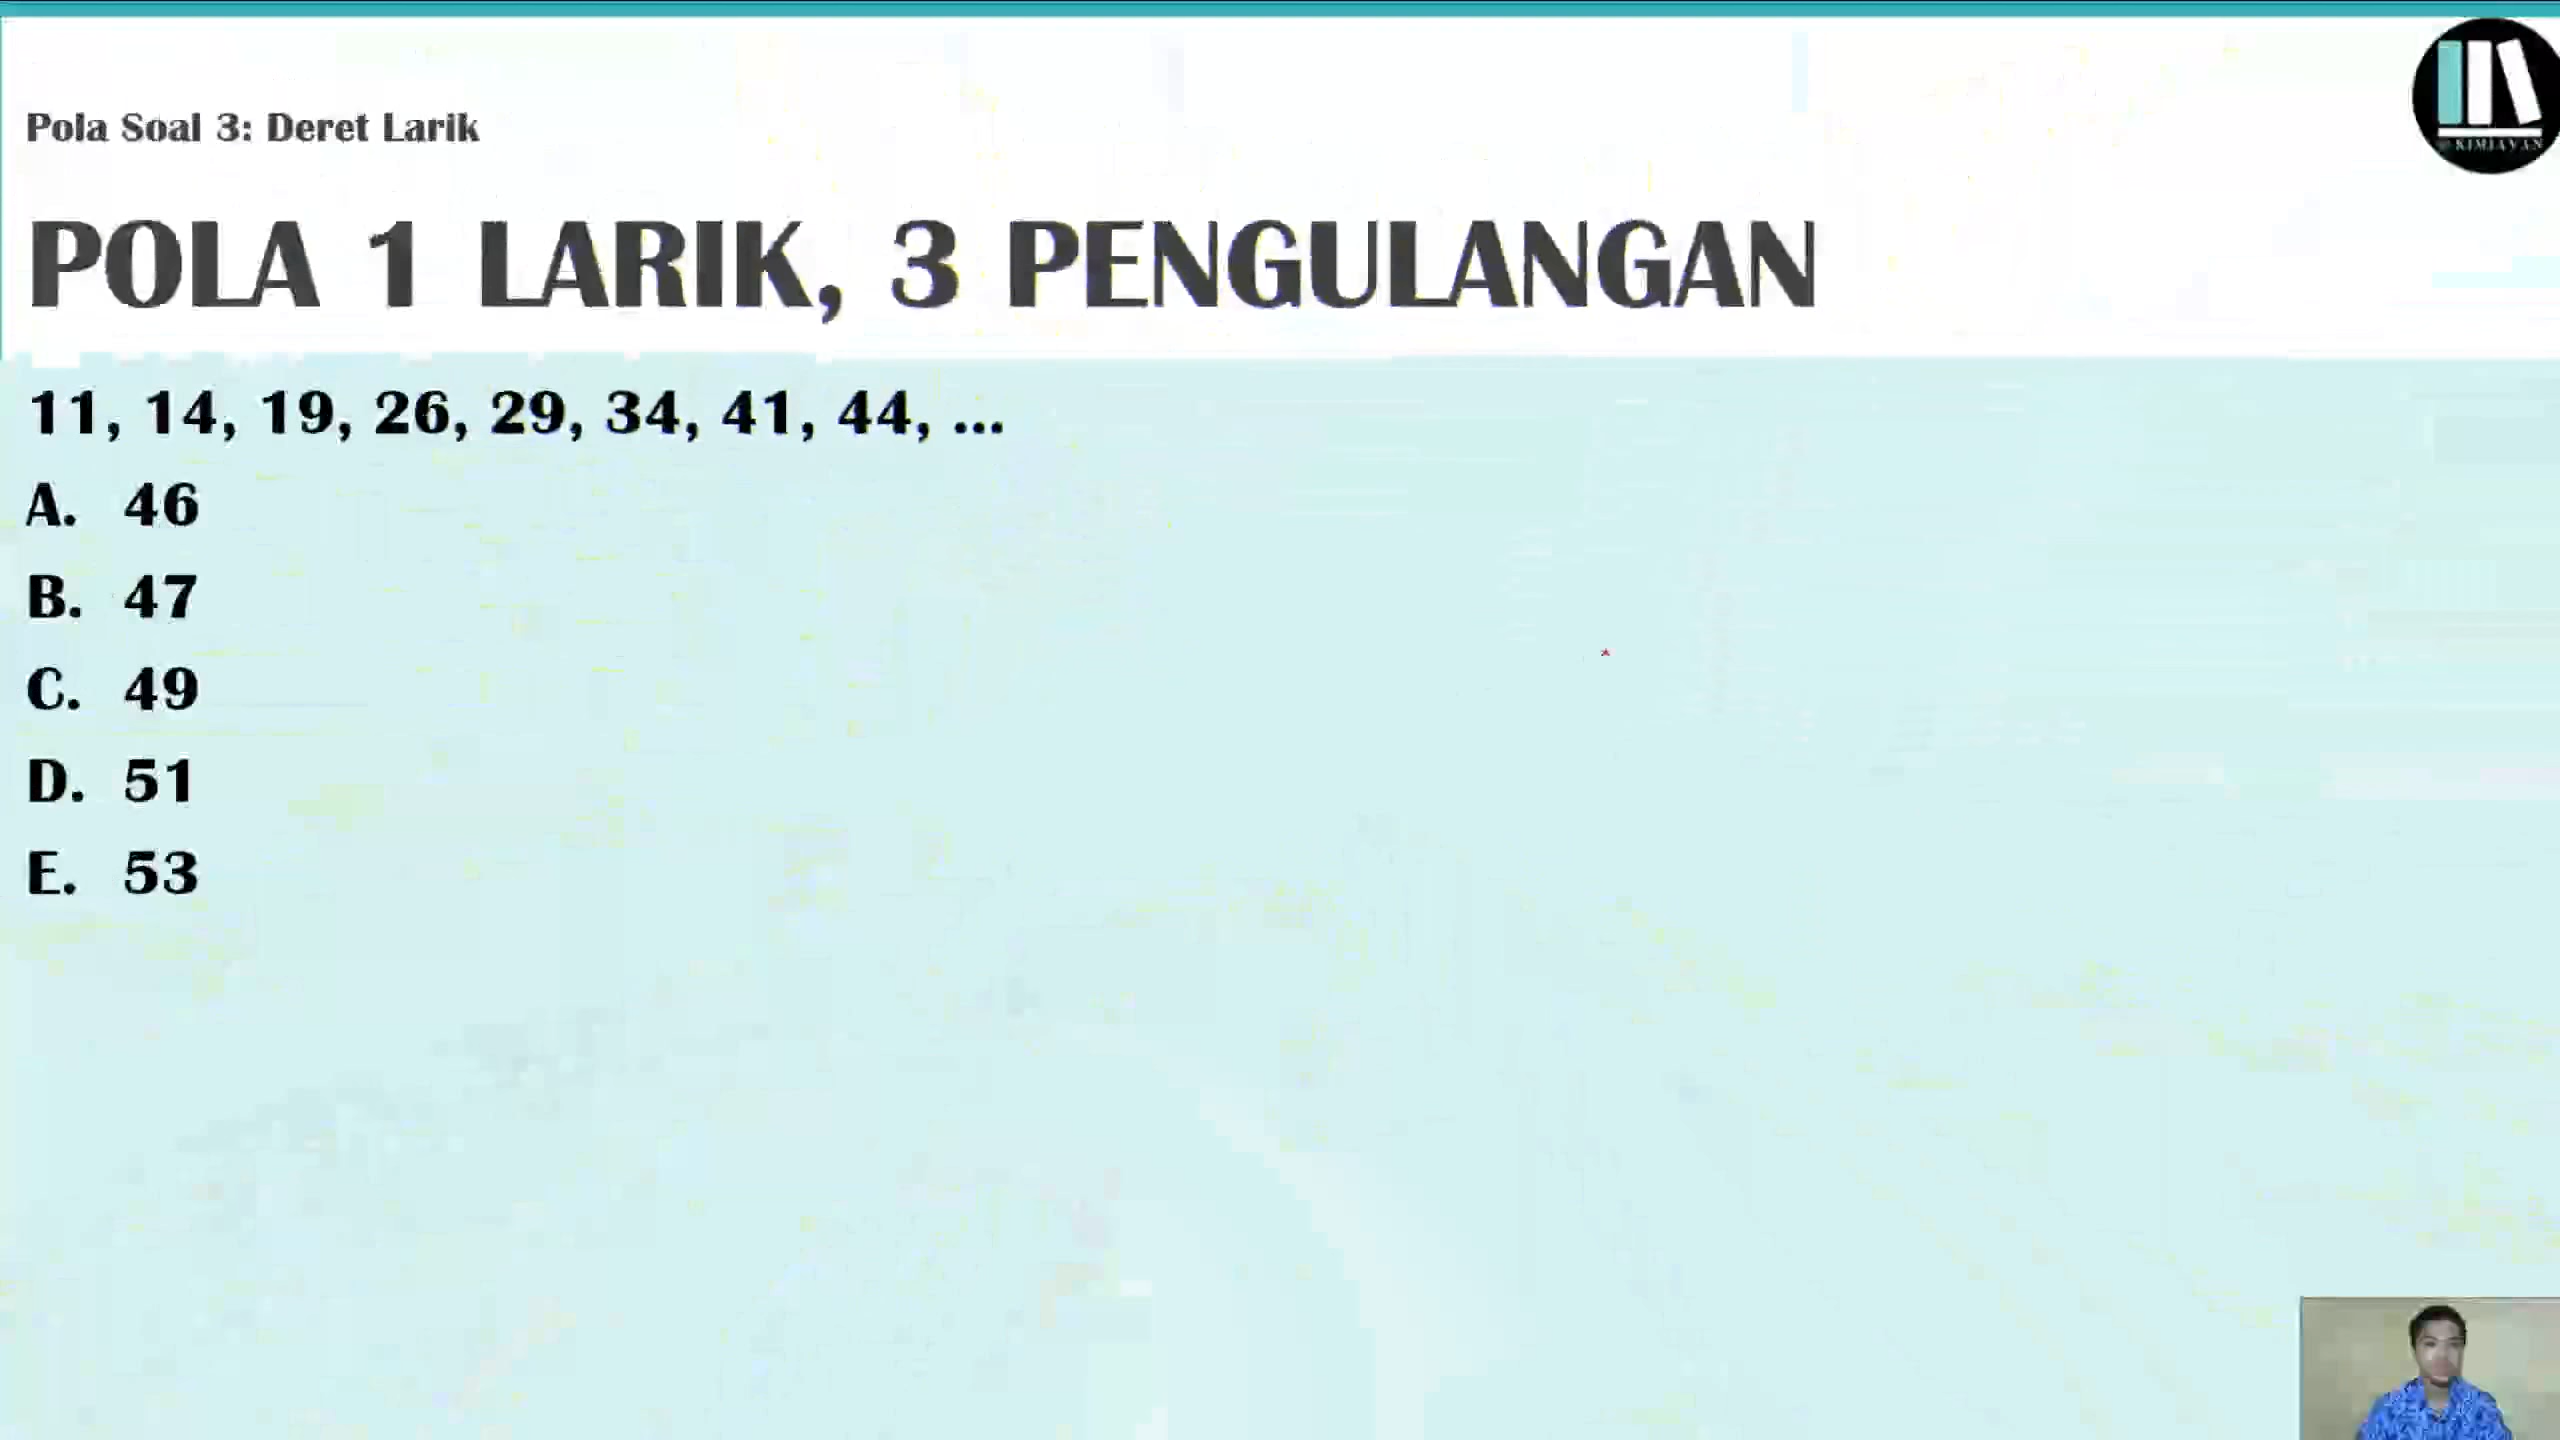 @KIMIAVAN
Pola Soal 3: Deret Larik
POLA 1 LARIK, 3 PENGULANGAN
11, 14, 19, 26, 29, 34, 41, 44, ...
A. 46
B. 47
C. 49
D. 51
E. 53